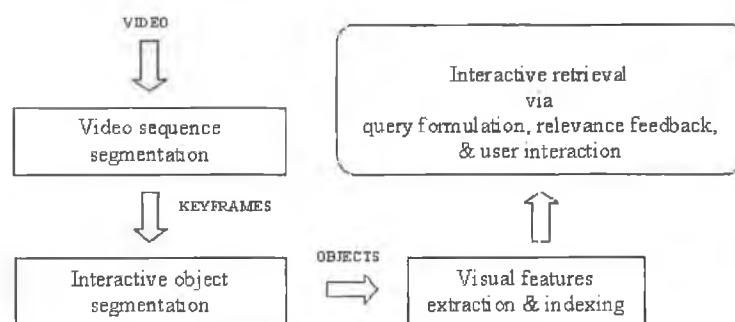 VIDEO
Video sequence
segmentation
KEYFRAMES
Interactive object
segmentation
OBJECTS
Visual features
extraction & indexing
Interactive retrieval
via
query formulation, relevance feedback,
& user interaction